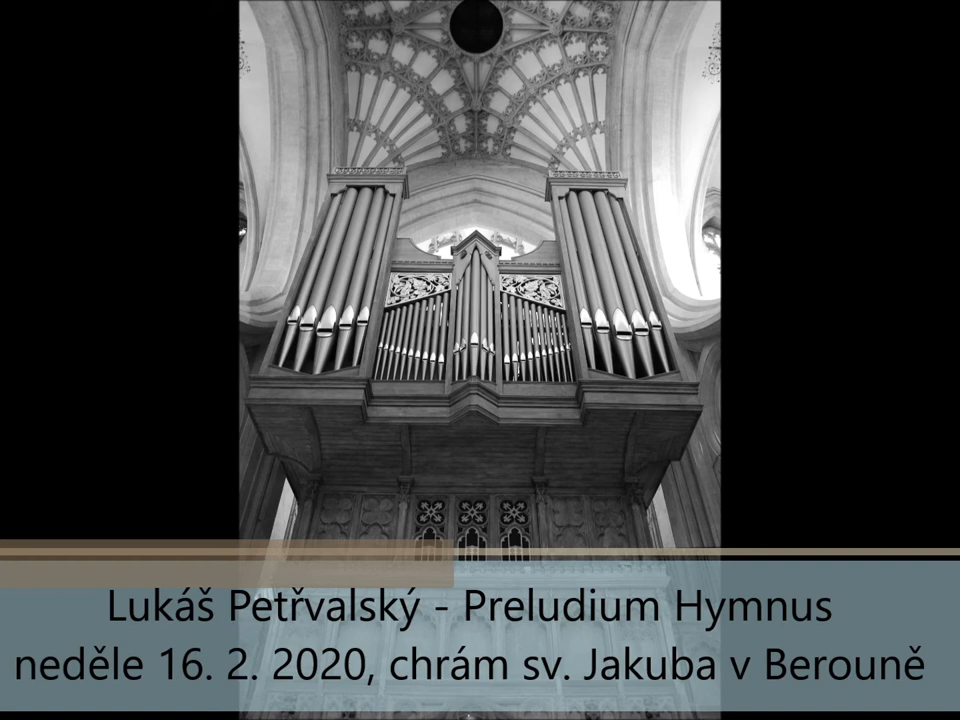 Lukáš Petřvalský - Preludium Hymnus
neděle 16. 2. 2020, chrám sv. Jakuba v Berouně